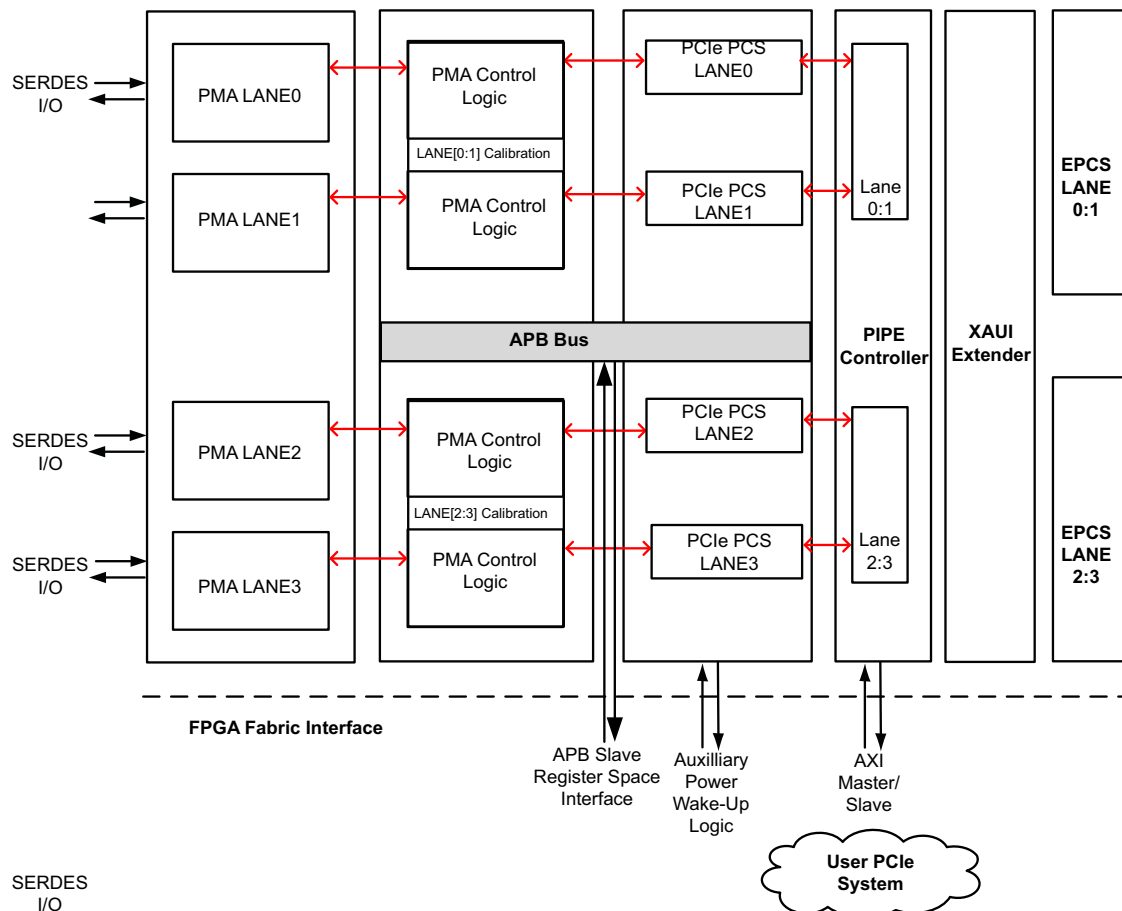 SERDES
I/O
PMA LANE0
PMA Control
Logic
PCIe PCS
LANE0
LANE[0:1] Calibration
PMA LANE1
PMA Control
Logic
PCIe PCS
LANE1
Lane
0:1
EPCS
LANE
0:1
APB Bus
PIPE
Controller
XAUI
Extender
SERDES
I/O
PMA LANE2
PMA Control
Logic
PCIe PCS
LANE2
LANE[2:3] Calibration
SERDES
I/O
PMA LANE3
PMA Control
Logic
PCIe PCS
LANE3
Lane
2:3
EPCS
LANE
2:3
FPGA Fabric Interface
APB Slave
Register Space
Interface
Auxilliary
Power
Wake-Up
Logic
AXI
Master/
Slave
User PCIe
System
SERDES
I/O